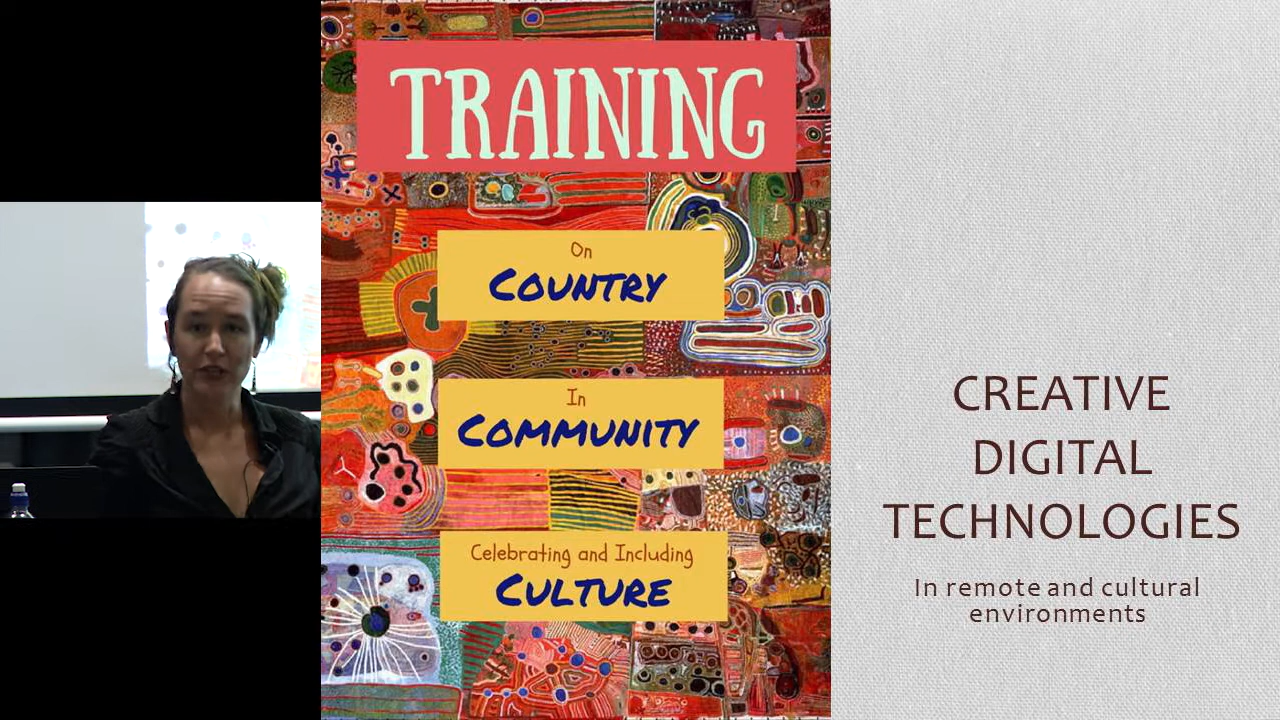 TRAINING
On
COUNTRY
In
COMMUNITY
Celebrating and Including
CULTURE
CREATIVE
DIGITAL
TECHNOLOGIES
In remote and cultural
environments